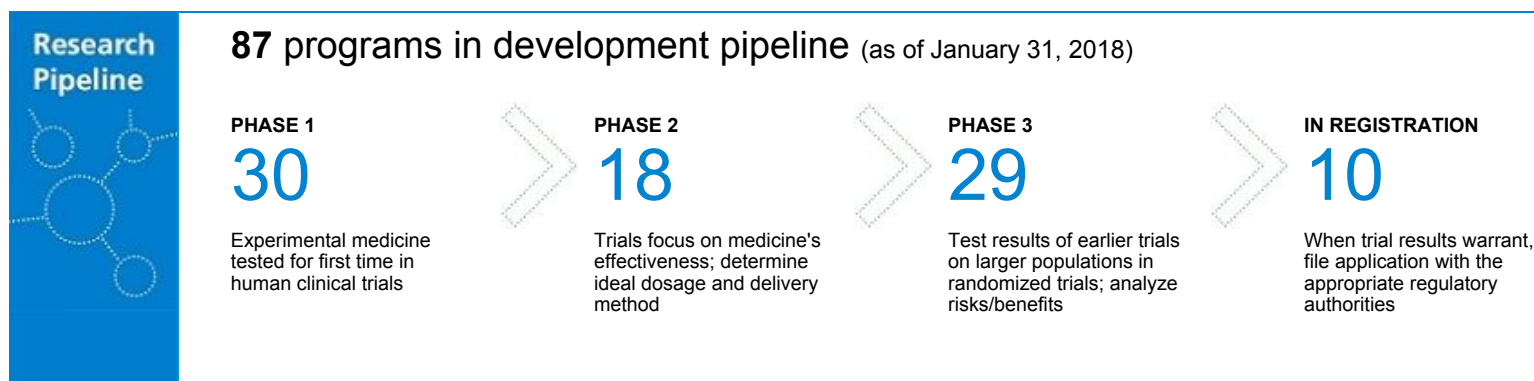 Research
Pipeline
87 programs in development pipeline (as of January 31, 2018)
PHASE 1
30
Experimental medicine
tested for first time in
human clinical trials
PHASE 2
18
Trials focus on medicine's
effectiveness; determine
ideal dosage and delivery
method
PHASE 3
29
Test results of earlier trials
on larger populations in
randomized trials; analyze
risks/benefits
IN REGISTRATION
10
When trial results warrant,
file application with the
appropriate regulatory
authorities